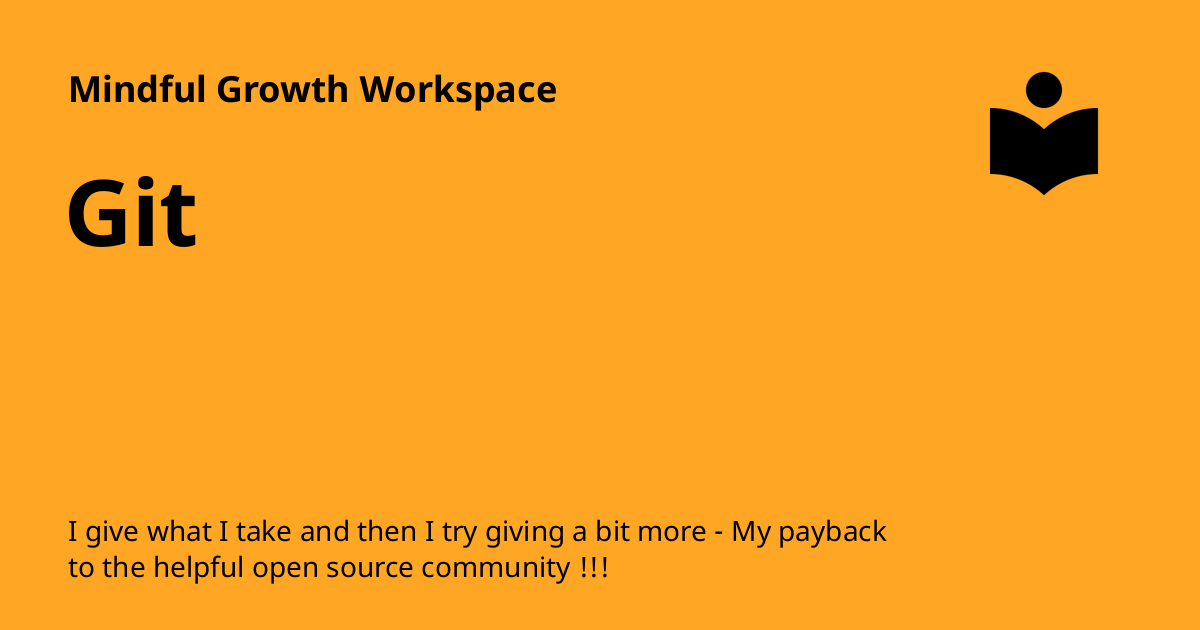 Mindful Growth Workspace
Git
I give what I take and then I try giving a bit more - My payback
to the helpful open source community !!!